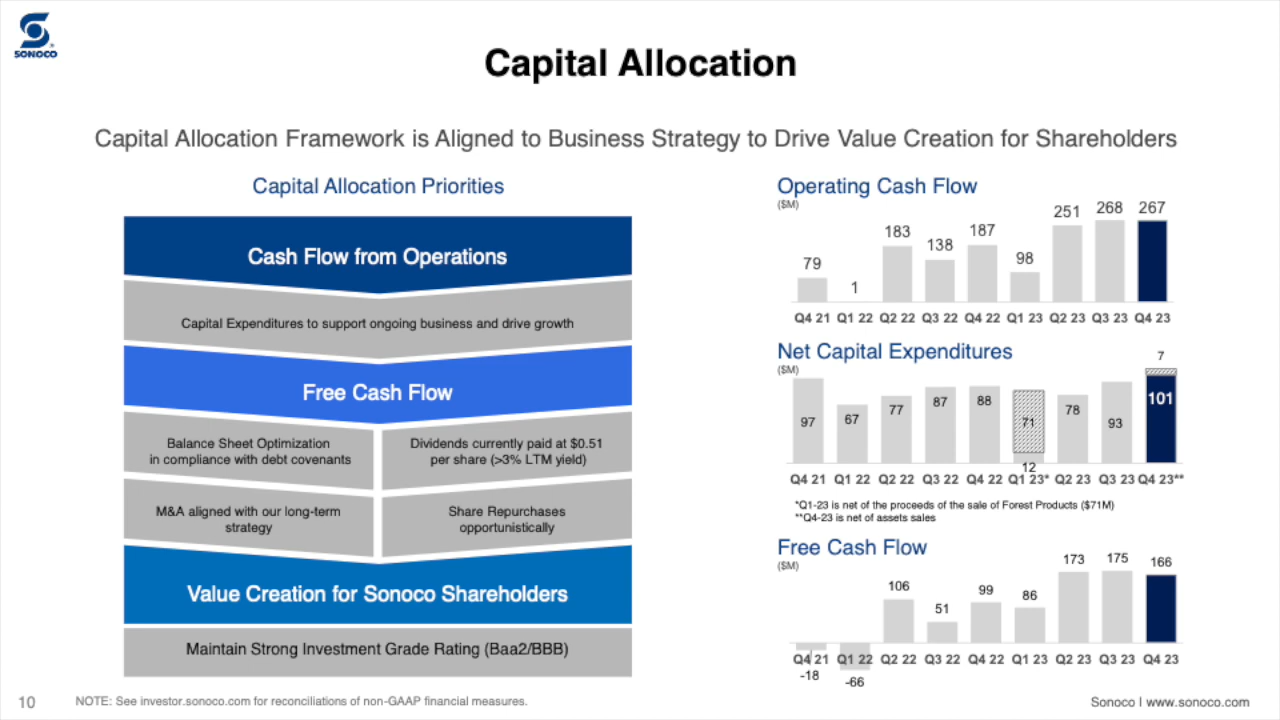 SONOCO
Capital Allocation
Capital Allocation Framework is Aligned to Business Strategy to Drive Value Creation for Shareholders
Capital Allocation Priorities
Cash Flow from Operations
Capital Expenditures to support ongoing business and drive growth
Free Cash Flow
Balance Sheet Optimization
in compliance with debt covenants
Dividends currently paid at $0.51
per share (>3% LTM yield)
M&A aligned with our long-term
strategy
Share Repurchases
opportunistically
Value Creation for Sonoco Shareholders
Maintain Strong Investment Grade Rating (Baa2/BBB)
Operating Cash Flow
($M)
79 1 183 138 187 98 251 268 267
Q4 21 Q1 22 Q2 22 Q3 22 Q4 22 Q1 23 Q2 23 Q3 23 Q4 23
Net Capital Expenditures
($M)
7
97 67 77 87 88 71 78 93 101
12
Q4 21 Q1 22 Q2 22 Q3 22 Q4 22 Q1 23* Q2 23 Q3 23 Q4 23**
*Q1-23 is net of the proceeds of the sale of Forest Products ($71M)
**Q4-23 is net of assets sales
Free Cash Flow
($M)
106 51 99 86 173 175 166
Q4 21 Q1 22 Q2 22 Q3 22 Q4 22 Q1 23 Q2 23 Q3 23 Q4 23
-18 -66
10
NOTE: See investor.sonoco.com for reconciliations of non-GAAP financial measures.
Sonoco I www.sonoco.com